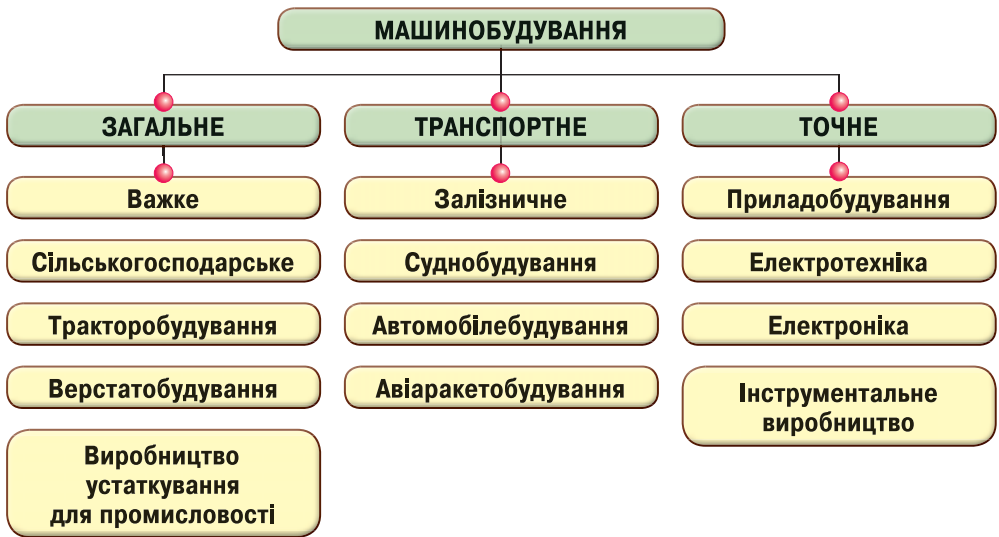 МАШИНОБУДУВАННЯ
ЗАГАЛЬНЕ
Важке
Сільськогосподарське
Тракторобудування
Верстатобудування
Виробництво
устаткування
для промисловості
ТРАНСПОРТНЕ
Залізничне
Суднобудування
Автомобілебудування
Авіаракетобудування
ТОЧНЕ
Приладобудування
Електротехніка
Електроніка
Інструментальне
виробництво